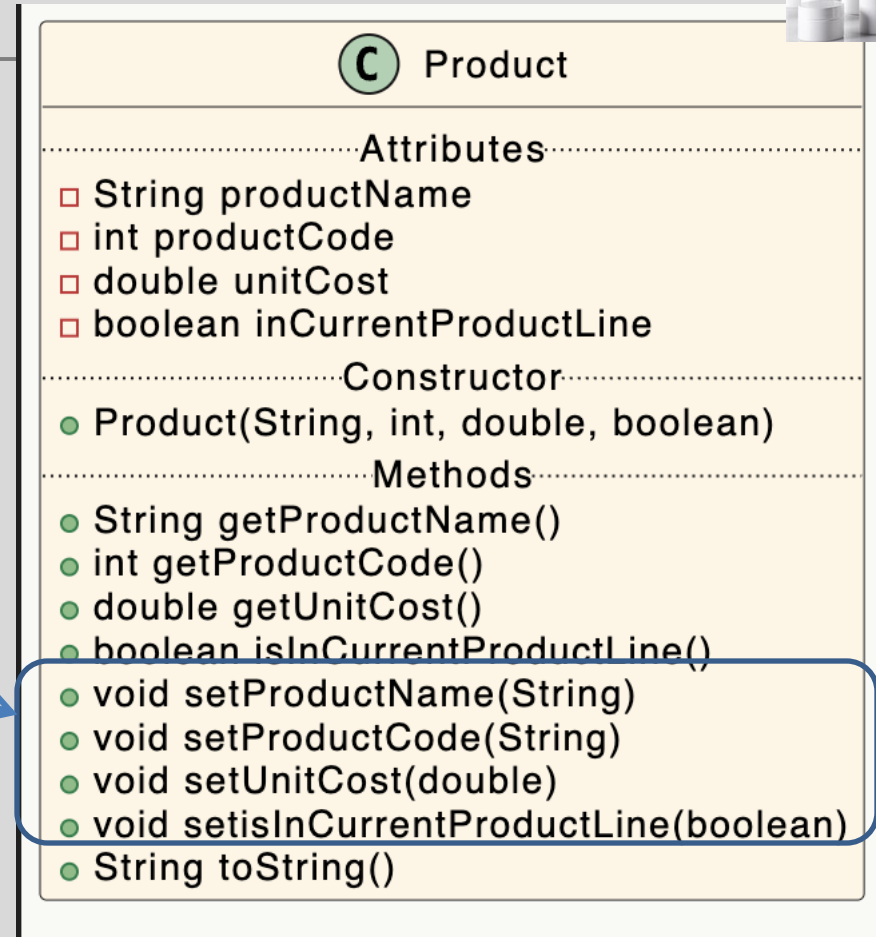 C Product
Attributes
String productName
int productCode
double unitCost
boolean inCurrentProductLine
Constructor
Product(String, int, double, boolean)
Methods
String getProductName()
int getProductCode()
double getUnitCost()
boolean isInCurrentProductLine()
void setProductName(String)
void setProductCode(String)
void setUnitCost(double)
void setisInCurrentProductLine(boolean)
String toString()